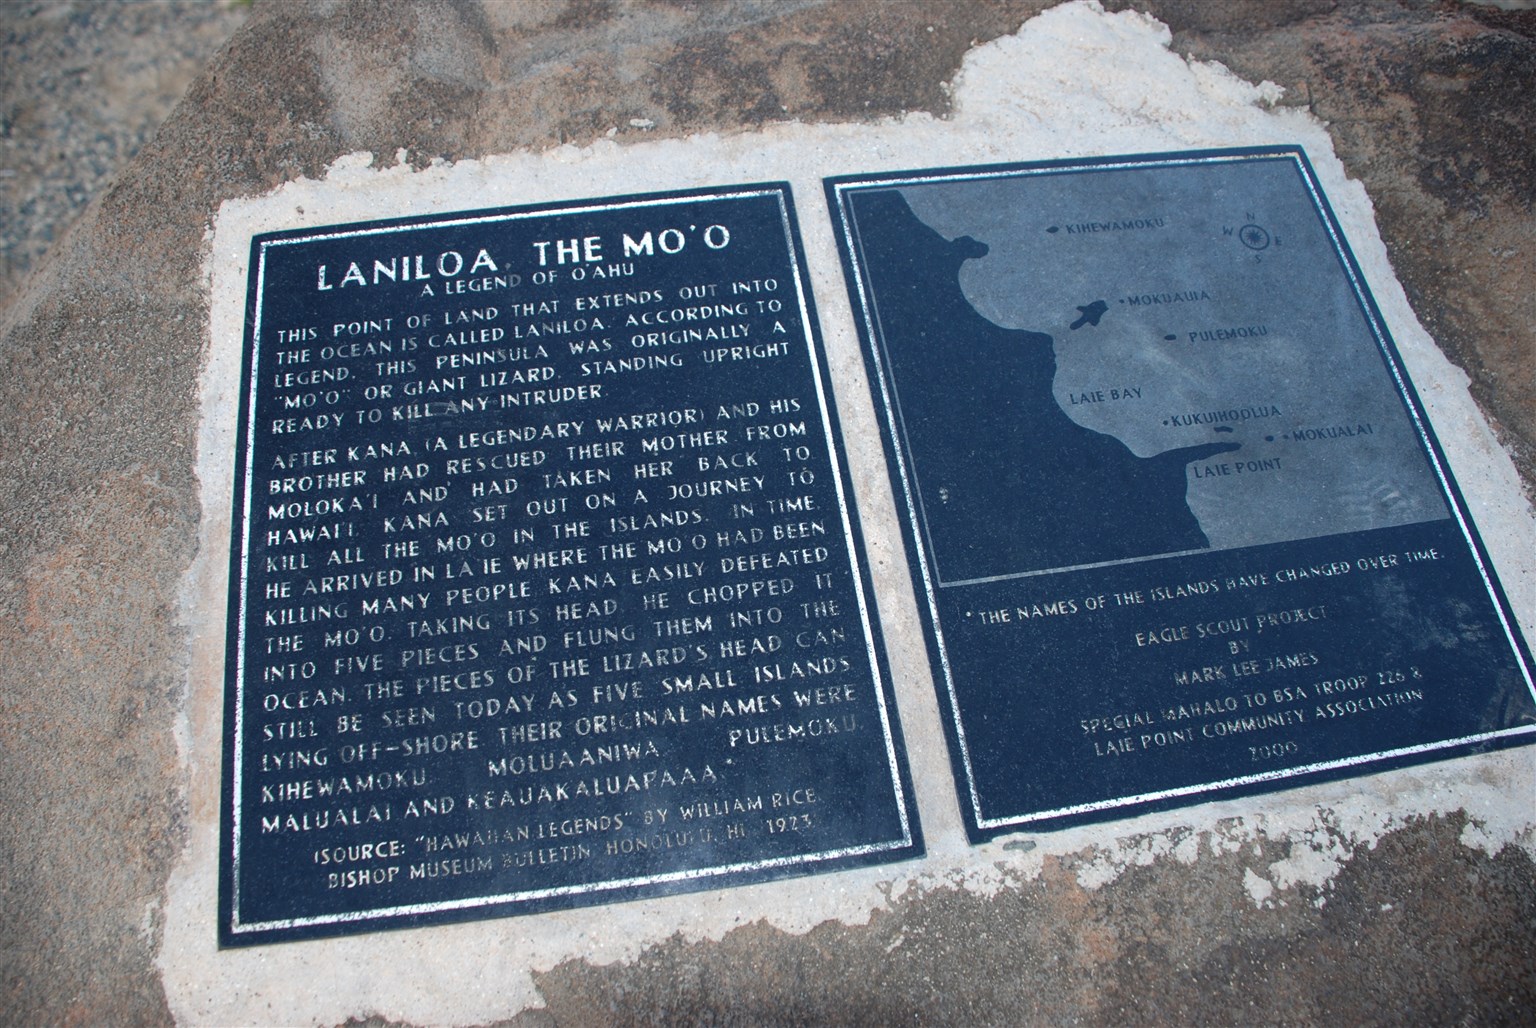 LANILOA, THE MO'O
A LEGEND OF O'AHU
THIS POINT OF LAND THAT EXTENDS OUT INTO
THE OCEAN IS CALLED LANILOA. ACCORDING TO
LEGEND, THIS PENINSULA WAS ORIGINALLY A
"MO'O" OR GIANT LIZARD, STANDING UPRIGHT
READY TO KILL ANY INTRUDER.
AFTER KANA, (A LEGENDARY WARRIOR) AND HIS
BROTHER HAD RESCUED THEIR MOTHER FROM
MOLOKA'I AND HAD TAKEN HER BACK TO
HAWAI'I, KANA SET OUT ON A JOURNEY TO
KILL ALL THE MO'O IN THE ISLANDS. IN TIME,
HE ARRIVED IN LA'IE WHERE THE MO'O HAD BEEN
KILLING MANY PEOPLE KANA EASILY DEFEATED
THE MO'O, TAKING ITS HEAD, HE CHOPPED IT
INTO FIVE PIECES AND FLUNG THEM INTO THE
OCEAN. THE PIECES OF THE LIZARD'S HEAD CAN
STILL BE SEEN TODAY AS FIVE SMALL ISLANDS
LYING OFF-SHORE THEIR ORIGINAL NAMES WERE
KIHEWAMOKU, MOLUAANIWA, PULEMOKU,
MALUALAI AND KEAUAKALUAPAAA.*
(SOURCE: "HAWAIIAN LEGENDS" BY WILLIAM RICE,
BISHOP MUSEUM BULLETIN, HONOLULU, HI, 1923
N
W E
S
KIHEWAMOKU
*MOKUAUIA
PULEMOKU
LAIE BAY
*KUKUIHOOLUA
*MOKUALAI
LAIE POINT
* THE NAMES OF THE ISLANDS HAVE CHANGED OVER TIME.
EAGLE SCOUT PROJECT
BY
MARK LEE JAMES
SPECIAL MAHALO TO BSA TROOP 226 &
LAIE POINT COMMUNITY ASSOCIATION
2000